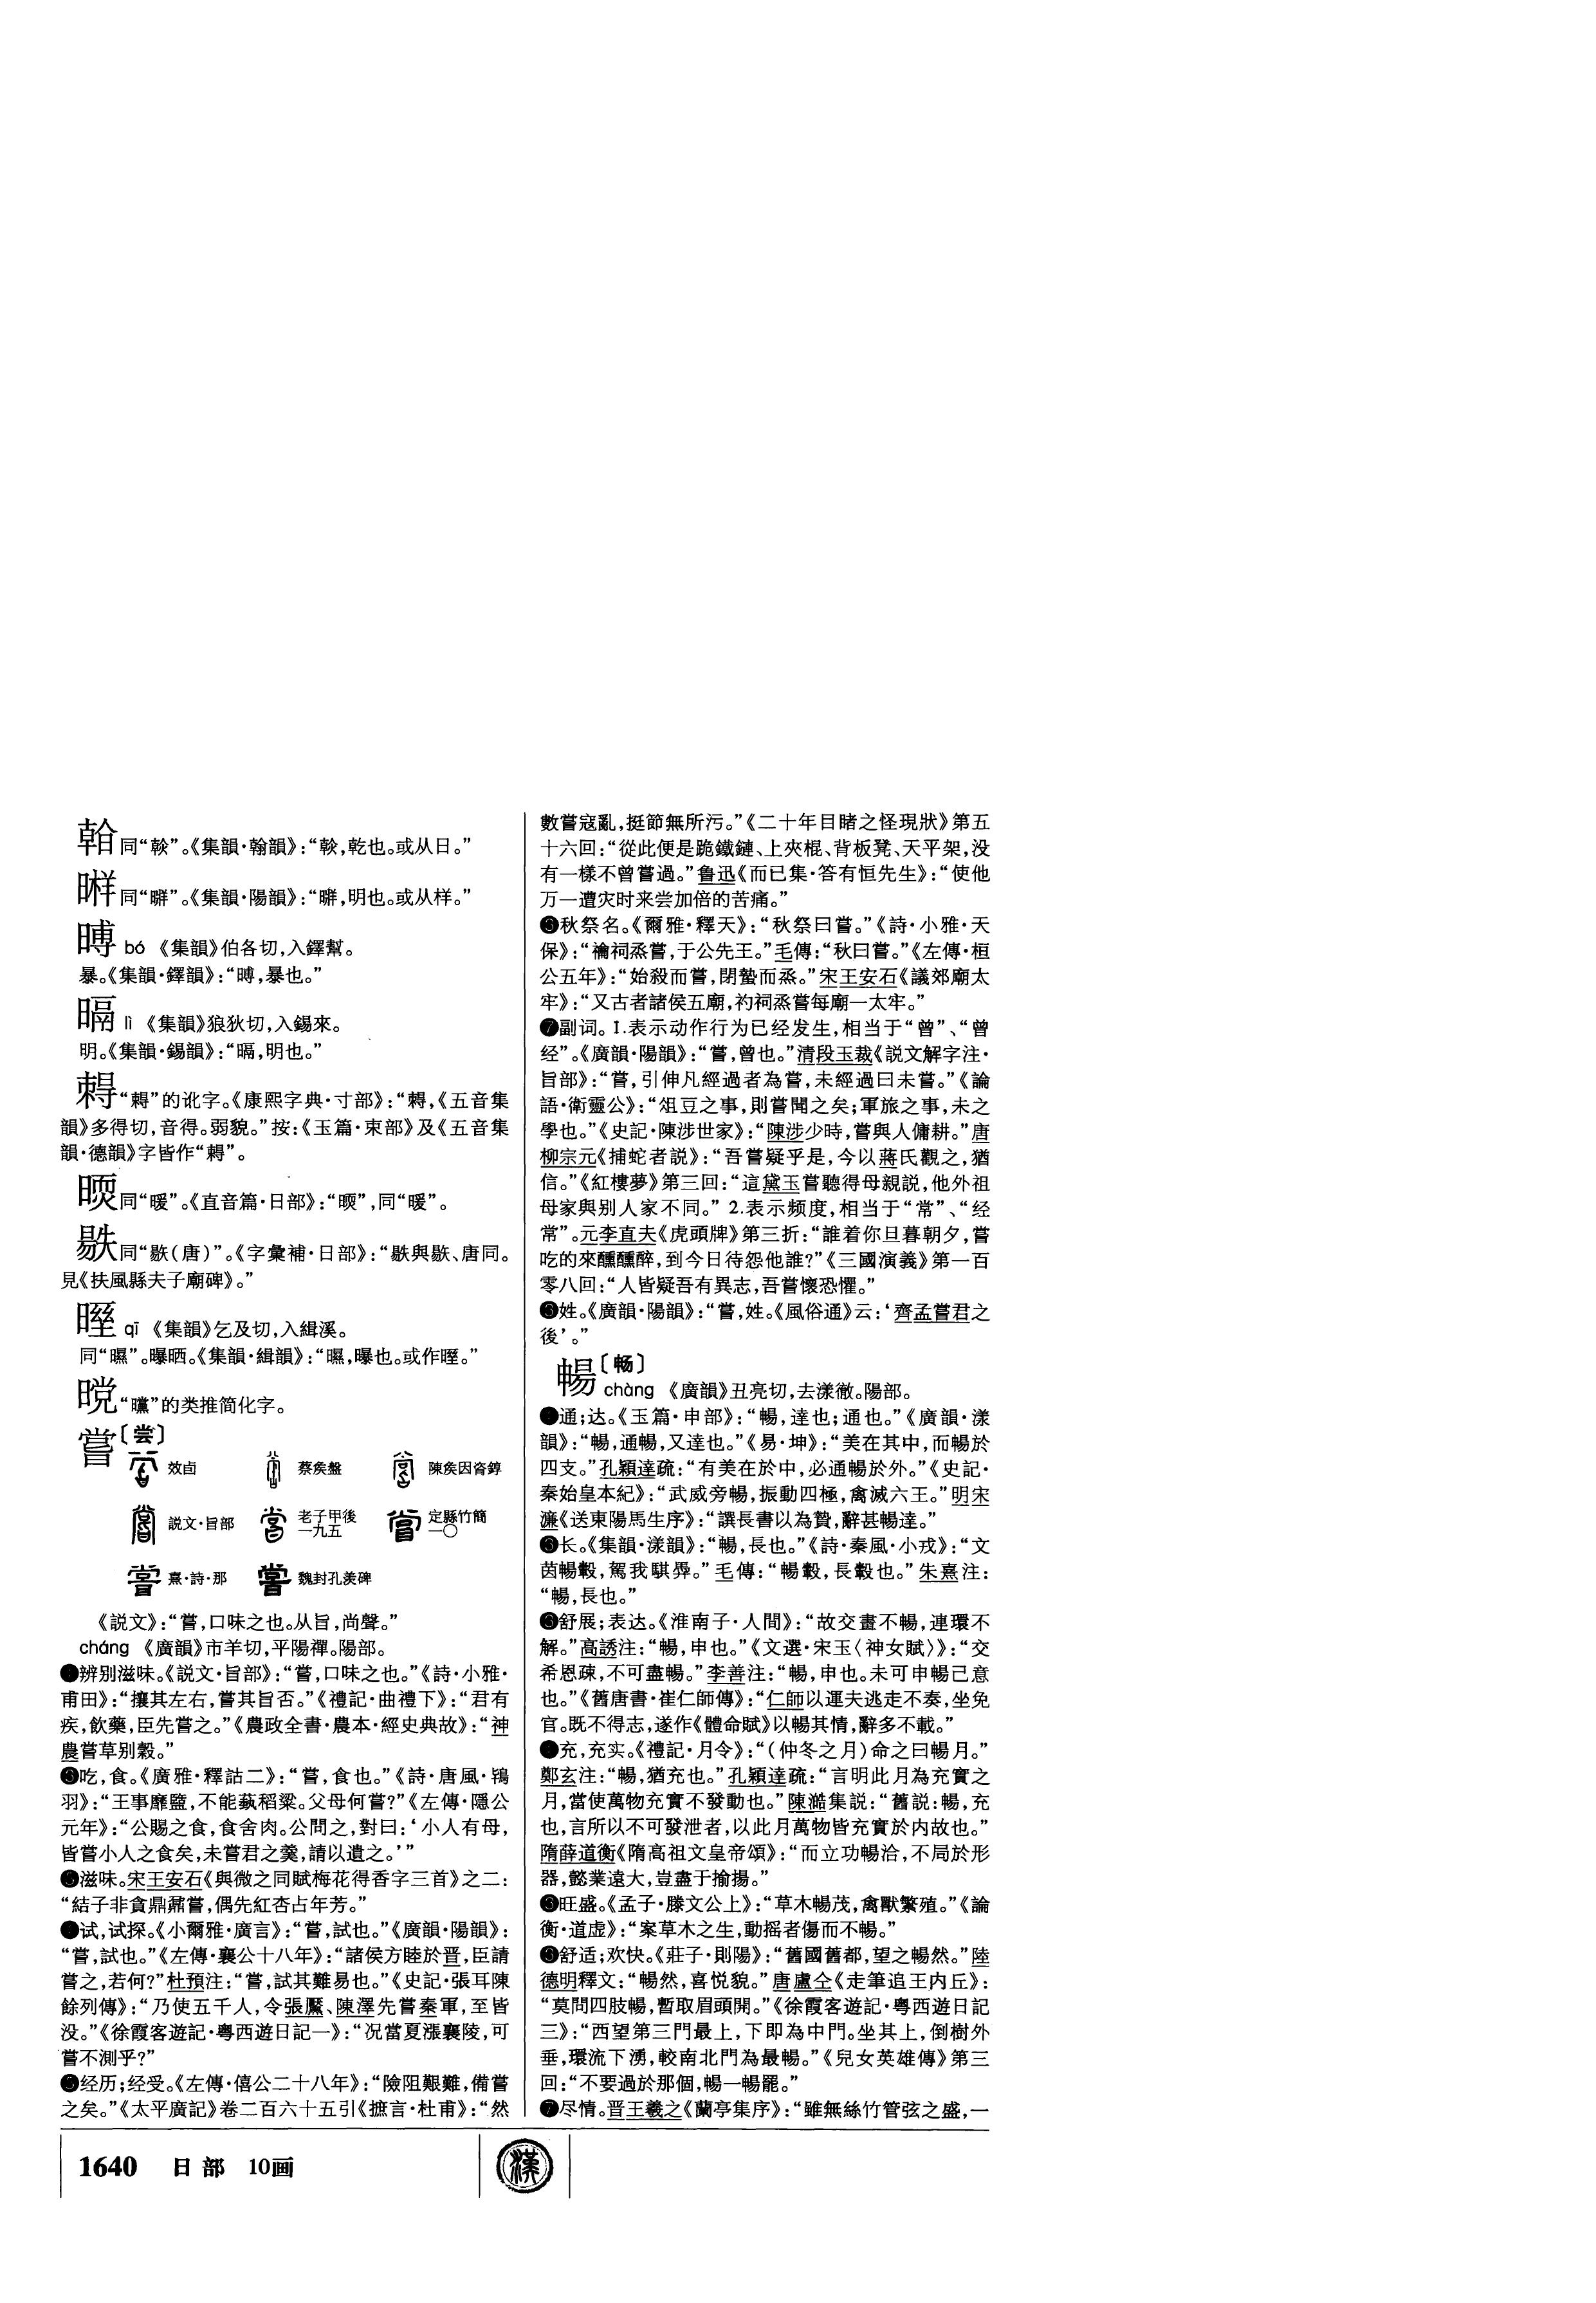 同“𣉙”。《集韻·翰韻》:“𣉙,乾也。或从日。”
同“㫰”。《集韻·陽韻》:“㫰,明也。或从样。”
bó 《集韻》伯各切,入鐸幫。
暴。《集韻·鐸韻》:“㬍,暴也。”
lì 《集韻》狼狄切,入錫來。
明。《集韻·錫韻》:“㬏,明也。”
的讹字。《康熙字典·寸部》:《五音集
韻》多得切,音得。弱貌。”按:《玉篇·束部》及《五音集
韻·德韻》字皆作
同“暖”。《直音篇·日部》:同“暖”。
同(唐)”。《字彙補·日部》:唐同。
見《扶風縣夫子廟碑》。”
qī 《集韻》乞及切,入緝溪。
同“㬤”。曝晒。《集韻·緝韻》:“㬤,曝也。或作
“曭”的类推简化字。
嘗〔尝〕
效卣 蔡矦盤 陳矦因𬯎錞
説文·旨部 老子甲後一九五 定縣竹簡一〇
熹·詩·那 魏封孔羡碑
《説文》:“嘗,口味之也。从旨,尚聲。”
cháng 《廣韻》市羊切,平陽禪。陽部。
❶辨别滋味。《説文·旨部》:“嘗,口味之也。”《詩·小雅·
甫田》:“攘其左右,嘗其旨否。”《禮記·曲禮下》:“君有
疾,飲藥,臣先嘗之。”《農政全書·農本·經史典故》:“神
農嘗草别穀。”
❷吃,食。《廣雅·釋詁二》:“嘗,食也。”《詩·唐風·鴇
羽》:“王事靡盬,不能蓺稻粱。父母何嘗?”《左傳·隱公
元年》:“公賜之食,食舍肉。公問之,對曰:‘小人有母,
皆嘗小人之食矣,未嘗君之羹,請以遺之。’”
❸滋味。宋王安石《與微之同賦梅花得香字三首》之二:
“結子非貪鼎鼐嘗,偶先紅杏占年芳。”
❹试,试探。《小爾雅·廣言》:“嘗,試也。”《廣韻·陽韻》:
“嘗,試也。”《左傳·襄公十八年》:“諸侯方睦於晋,臣請
嘗之,若何?”杜預注:“嘗,試其難易也。”《史記·張耳陳
餘列傳》:“乃使五千人,令張黶、陳澤先嘗秦軍,至皆
没。”《徐霞客遊記·粤西遊日記一》:“况當夏漲襄陵,可
嘗不測乎?”
❺经历;经受。《左傳·僖公二十八年》:“險阻艱難,備嘗
之矣。”《太平廣記》卷二百六十五引《摭言·杜甫》:“然
數嘗寇亂,挺節無所污。”《二十年目睹之怪現狀》第五
十六回:“從此便是跪鐵鏈、上夾棍、背板凳、天平架,没
有一樣不曾嘗過。”鲁迅《而已集·答有恒先生》:“使他
万一遭灾时来尝加倍的苦痛。”
❻秋祭名。《爾雅·釋天》:“秋祭曰嘗。”《詩·小雅·天
保》:“禴祠烝嘗,于公先王。”毛傳:“秋曰嘗。”《左傳·桓
公五年》:“始殺而嘗,閉蟄而烝。”宋王安石《議郊廟太
牢》:“又古者諸侯五廟,礿祠烝嘗每廟一太牢。”
❼副词。1.表示动作行为已经发生,相当于“曾”、“曾
经”。《廣韻·陽韻》:“嘗,曾也。”清段玉裁《説文解字注·
旨部》:“嘗,引伸凡經過者為嘗,未經過曰未嘗。”《論
語·衛靈公》:“俎豆之事,則嘗聞之矣;軍旅之事,未之
學也。”《史記·陳涉世家》:“陳涉少時,嘗與人傭耕。”唐
柳宗元《捕蛇者説》:“吾嘗疑乎是,今以蔣氏觀之,猶
信。”《紅樓夢》第三回:“這黛玉嘗聽得母親説,他外祖
母家與别人家不同。” 2.表示频度,相当于“常”、“经
常”。元李直夫《虎頭牌》第三折:“誰着你旦暮朝夕,嘗
吃的來醺醺醉,到今日待怨他誰?”《三國演義》第一百
零八回:“人皆疑吾有異志,吾嘗懷恐懼。”
❽姓。《廣韻·陽韻》:“嘗,姓。《風俗通》云:‘齊孟嘗君之
後’。”
暢〔畅〕
chàng 《廣韻》丑亮切,去漾徹。陽部。
❶通;达。《玉篇·申部》:“暢,達也;通也。”《廣韻·漾
韻》:“暢,通暢,又達也。”《易·坤》:“美在其中,而暢於
四支。”孔穎達疏:“有美在於中,必通暢於外。”《史記·
秦始皇本紀》:“武威旁暢,振動四極,禽滅六王。”明宋
濂《送東陽馬生序》:“譔長書以為贄,辭甚暢達。”
❷长。《集韻·漾韻》:“暢,長也。”《詩·秦風·小戎》:“文
茵暢轂,駕我騏馵。”毛傳:“暢轂,長轂也。”朱熹注:
“暢,長也。”
❸舒展;表达。《淮南子·人間》:“故交畫不暢,連環不
解。”高誘注:“暢,申也。”《文選·宋玉〈神女賦〉》:“交
希恩疎,不可盡暢。”李善注:“暢,申也。未可申暢己意
也。”《舊唐書·崔仁師傳》:“仁師以運夫逃走不奏,坐免
官。既不得志,遂作《體命賦》以暢其情,辭多不載。”
❹充,充实。《禮記·月令》:“(仲冬之月)命之曰暢月。”
鄭玄注:“暢,猶充也。”孔穎達疏:“言明此月為充實之
月,當使萬物充實不發動也。”陳澔集説:“舊説:暢,充
也,言所以不可發泄者,以此月萬物皆充實於内故也。”
隋薛道衡《隋高祖文皇帝頌》:“而立功暢洽,不局於形
器,懿業遠大,豈盡于揄揚。”
❺旺盛。《孟子·滕文公上》:“草木暢茂,禽獸繁殖。”《論
衡·道虚》:“案草木之生,動摇者傷而不暢。”
❻舒适;欢快。《莊子·則陽》:“舊國舊都,望之暢然。”陸
德明釋文:“暢然,喜悦貌。”唐盧仝《走筆追王内丘》:
“莫問四肢暢,暫取眉頭開。”《徐霞客遊記·粤西遊日記
三》:“西望第三門最上,下即為中門。坐其上,倒樹外
垂,環流下湧,較南北門為最暢。”《兒女英雄傳》第三
回:“不要過於那個,暢一暢罷。”
❼尽情。晋王羲之《蘭亭集序》:“雖無絲竹管弦之盛,一
1640 日部 10画
漢